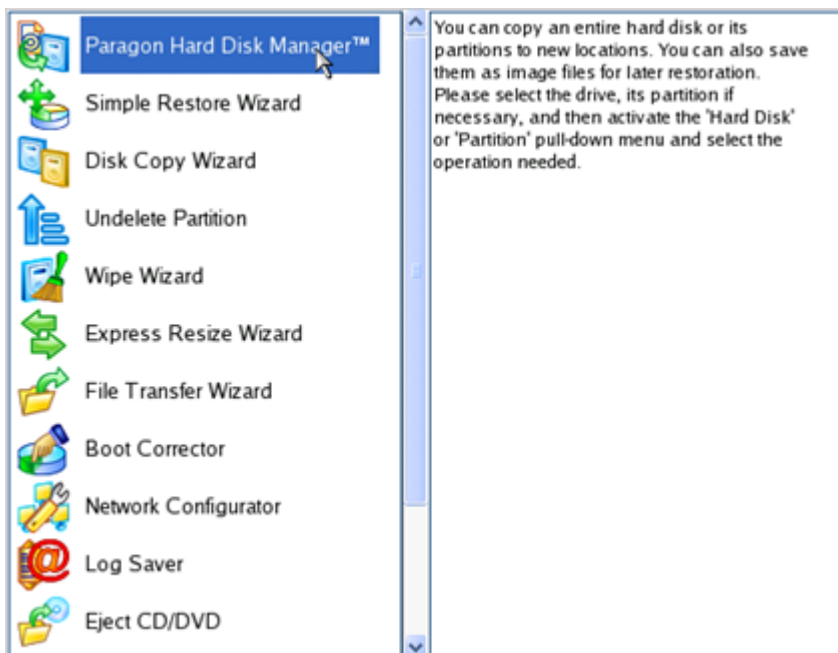 Paragon Hard Disk Manager™
Simple Restore Wizard
Disk Copy Wizard
Undelete Partition
Wipe Wizard
Express Resize Wizard
File Transfer Wizard
Boot Corrector
Network Configurator
Log Saver
Eject CD/DVD
You can copy an entire hard disk or its
partitions to new locations. You can also save
them as image files for later restoration.
Please select the drive, its partition if
necessary, and then activate the 'Hard Disk'
or 'Partition' pull-down menu and select the
operation needed.